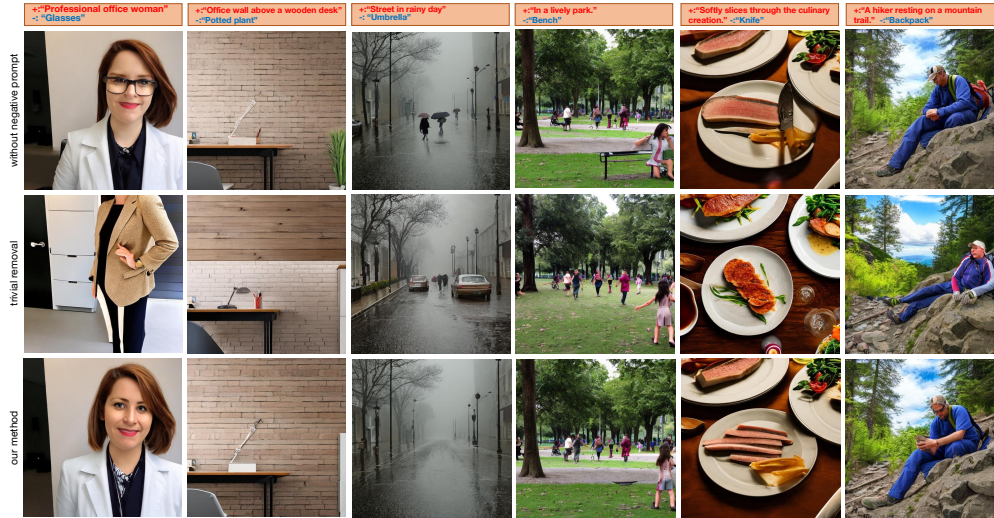 +:“Professional office woman”
-: “Glasses”
+:“Office wall above a wooden desk”
-:“Potted plant”
+:“Street in rainy day”
-: “Umbrella”
+:“In a lively park.”
-:“Bench”
+:“Softly slices through the culinary
creation.” -:“Knife”
+:“A hiker resting on a mountain
trail.” -:“Backpack”
without negative prompt
trivial removal
our method